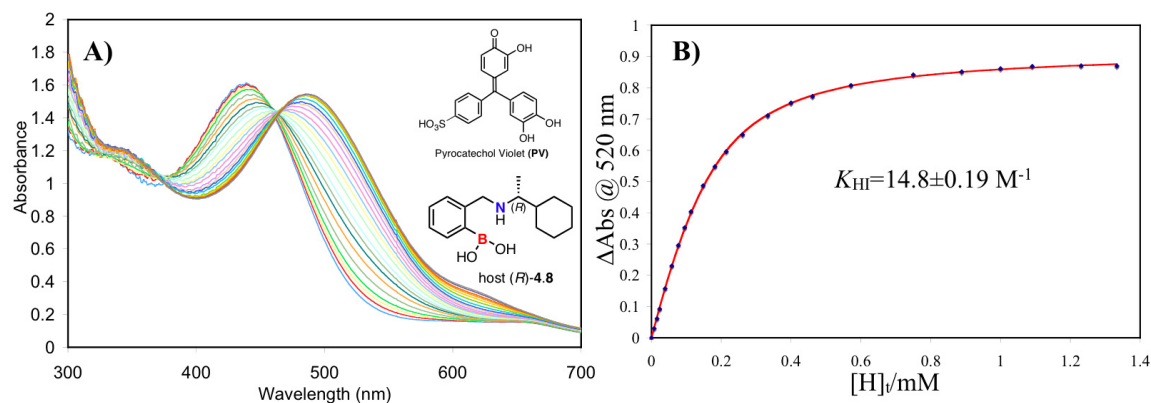 A)
2
1.8
1.6
1.4
1.2
1
0.8
0.6
0.4
0.2
0
Absorbance
300
400
500
600
700
Wavelength (nm)
O
OH
HO₃S
OH
OH
Pyrocatechol Violet (PV)
N
H
(R)
B
HO
OH
host (R)-4.8
B)
1
0.9
0.8
0.7
0.6
0.5
0.4
0.3
0.2
0.1
0
ΔAbs @ 520 nm
K_HI=14.8±0.19 M⁻¹
0
0.2
0.4
0.6
0.8
1
1.2
1.4
[H]ₜ/mM